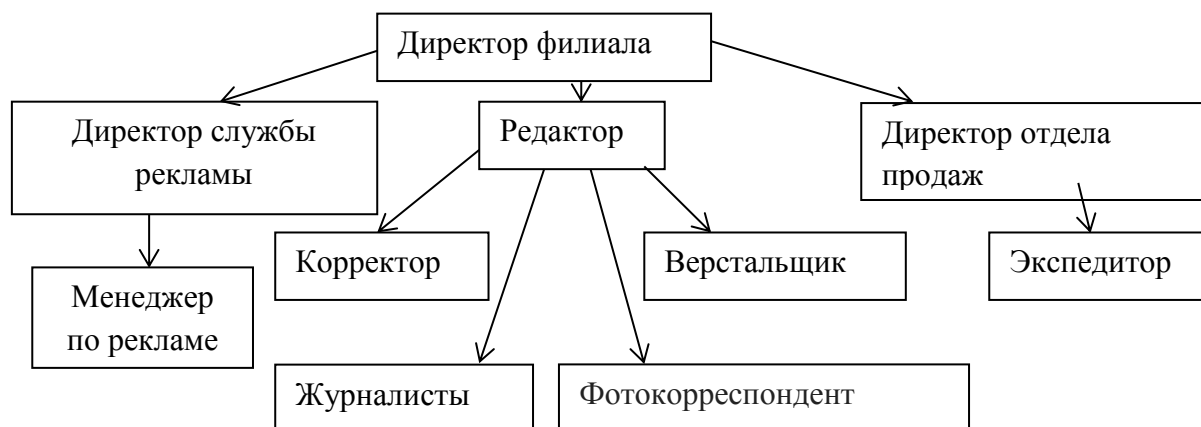 Директор филиала
Директор службы
рекламы
Редактор
Директор отдела
продаж
Корректор
Верстальщик
Экспедитор
Менеджер
по рекламе
Журналисты
Фотокорреспондент